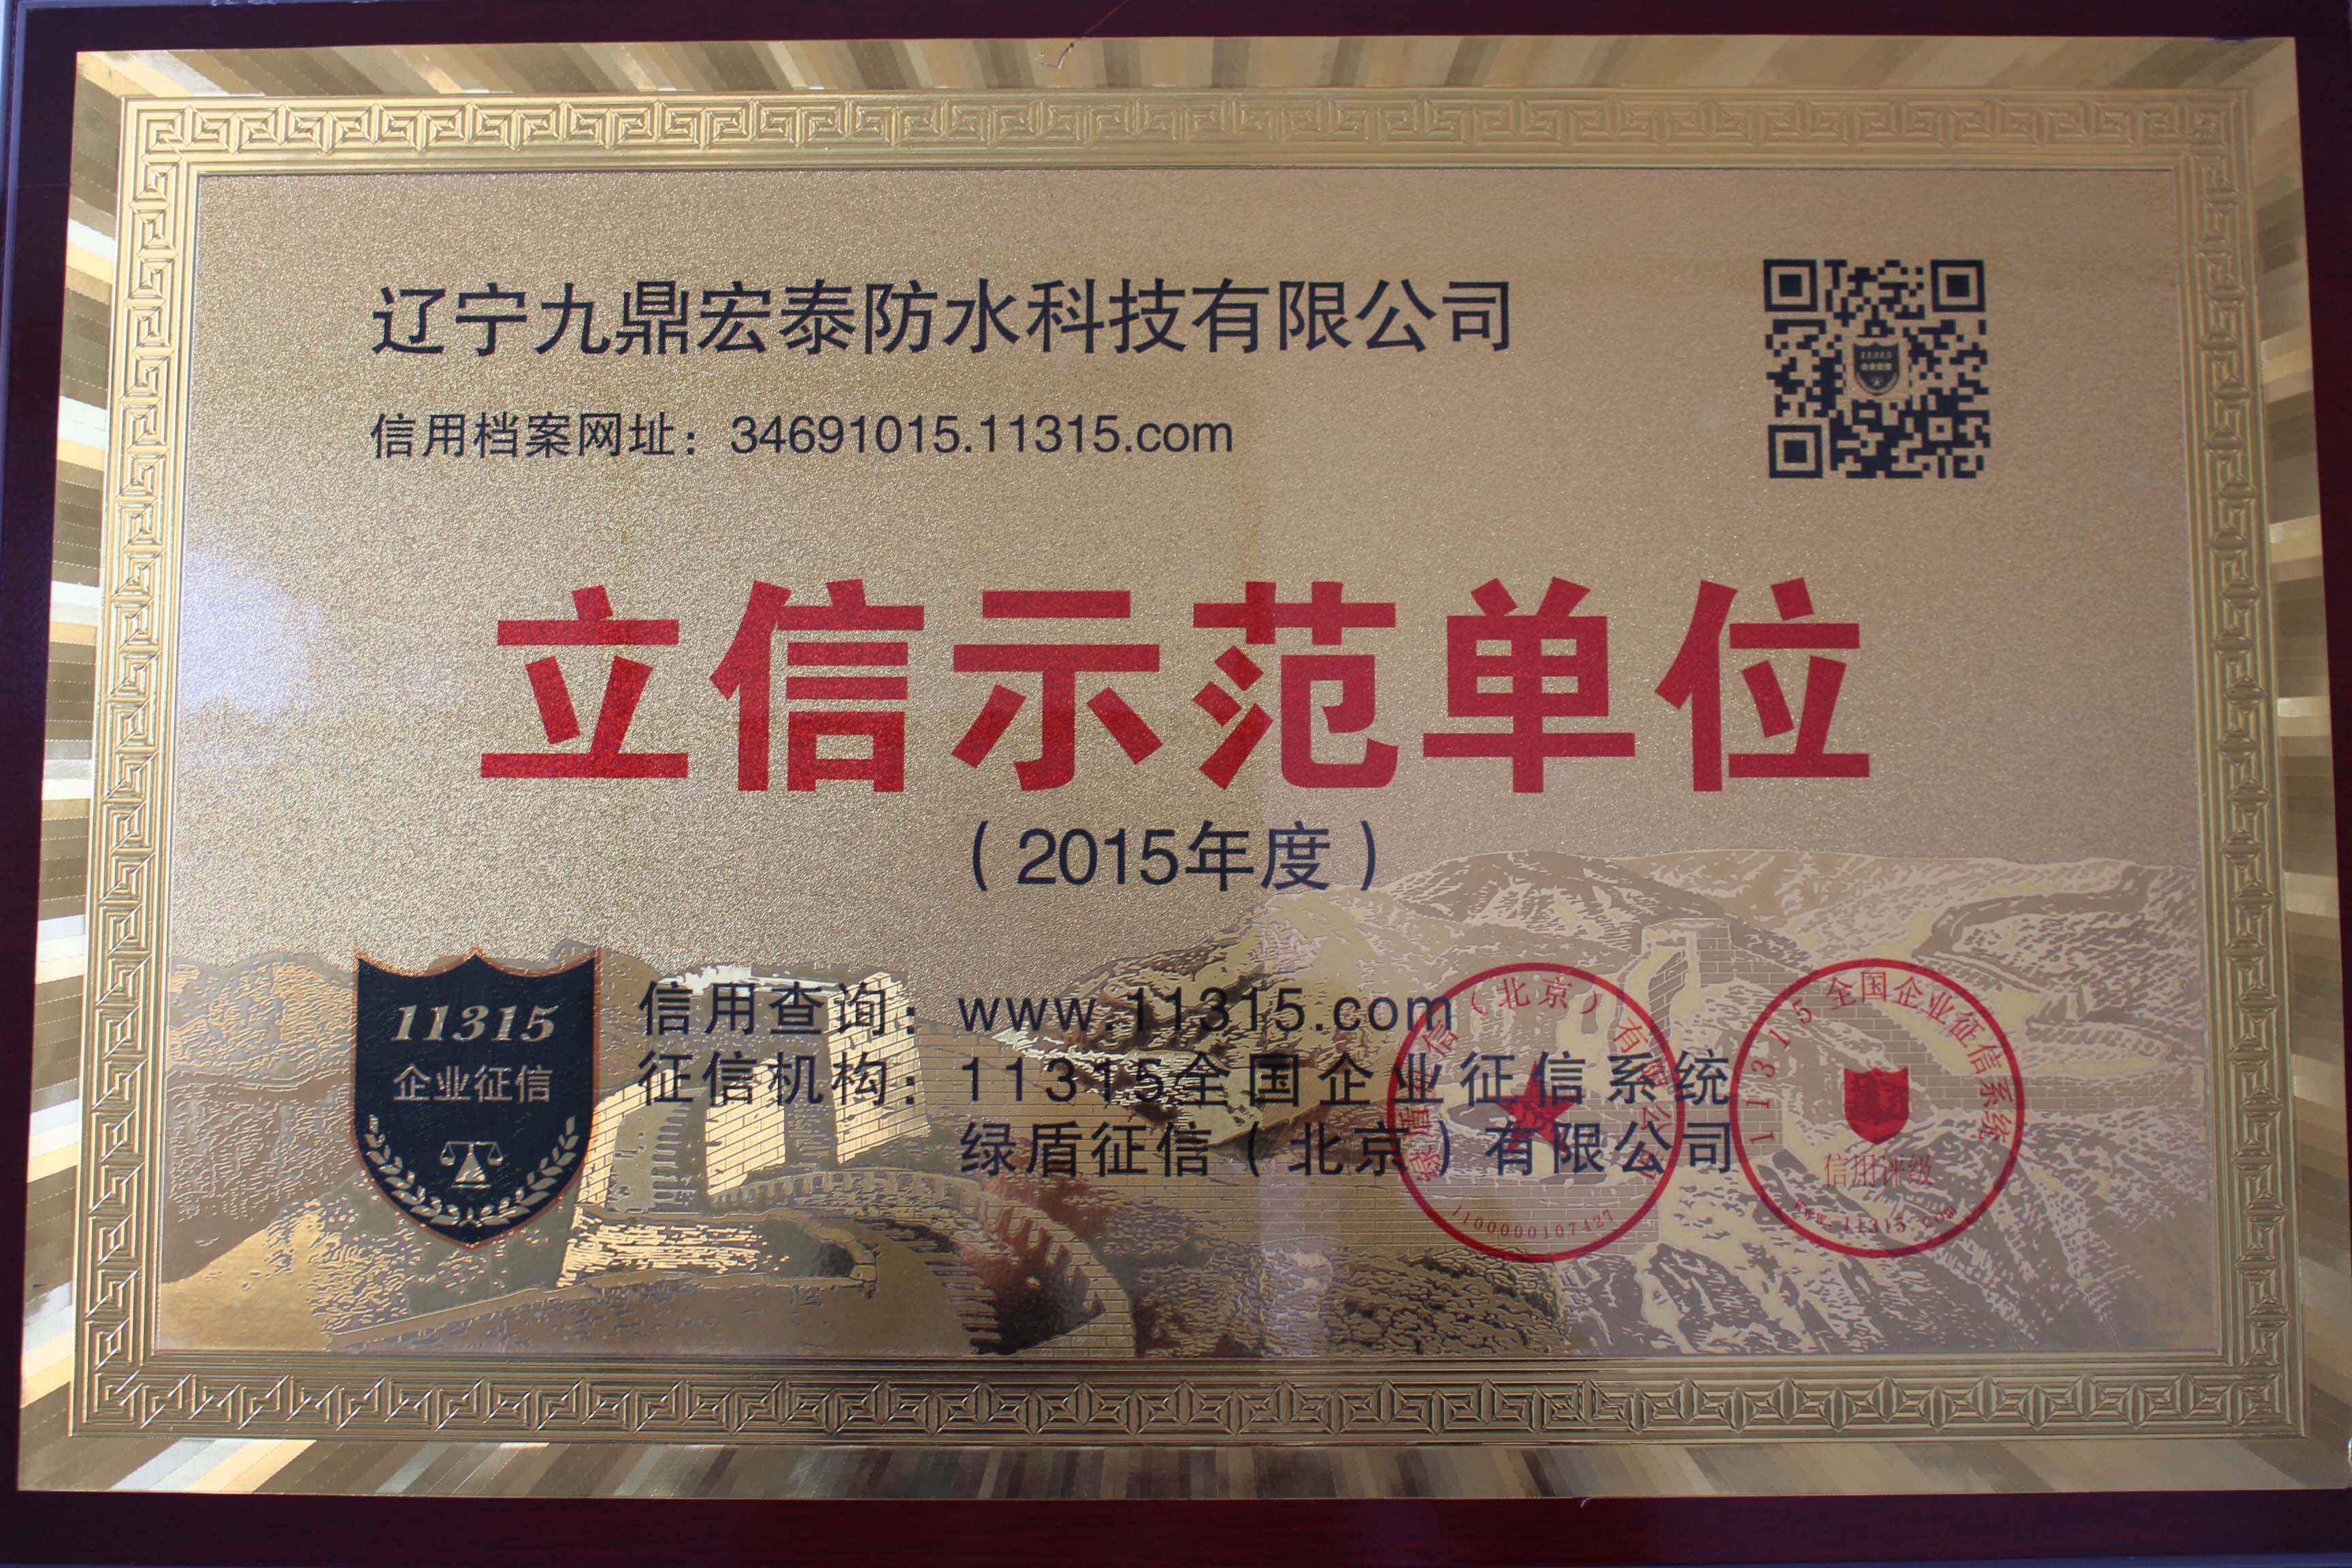 辽宁九鼎宏泰防水科技有限公司
信用档案网址：34691015.11315.com
11315
立信示范单位
（2015年度）
11315
企业征信
信用查询：www.11315.com
征信机构：11315全国企业征信系统
绿盾征信（北京）有限公司
绿盾征信（北京）有限公司
1100000107427
11315全国企业征信系统
信用评级
www.11315.com